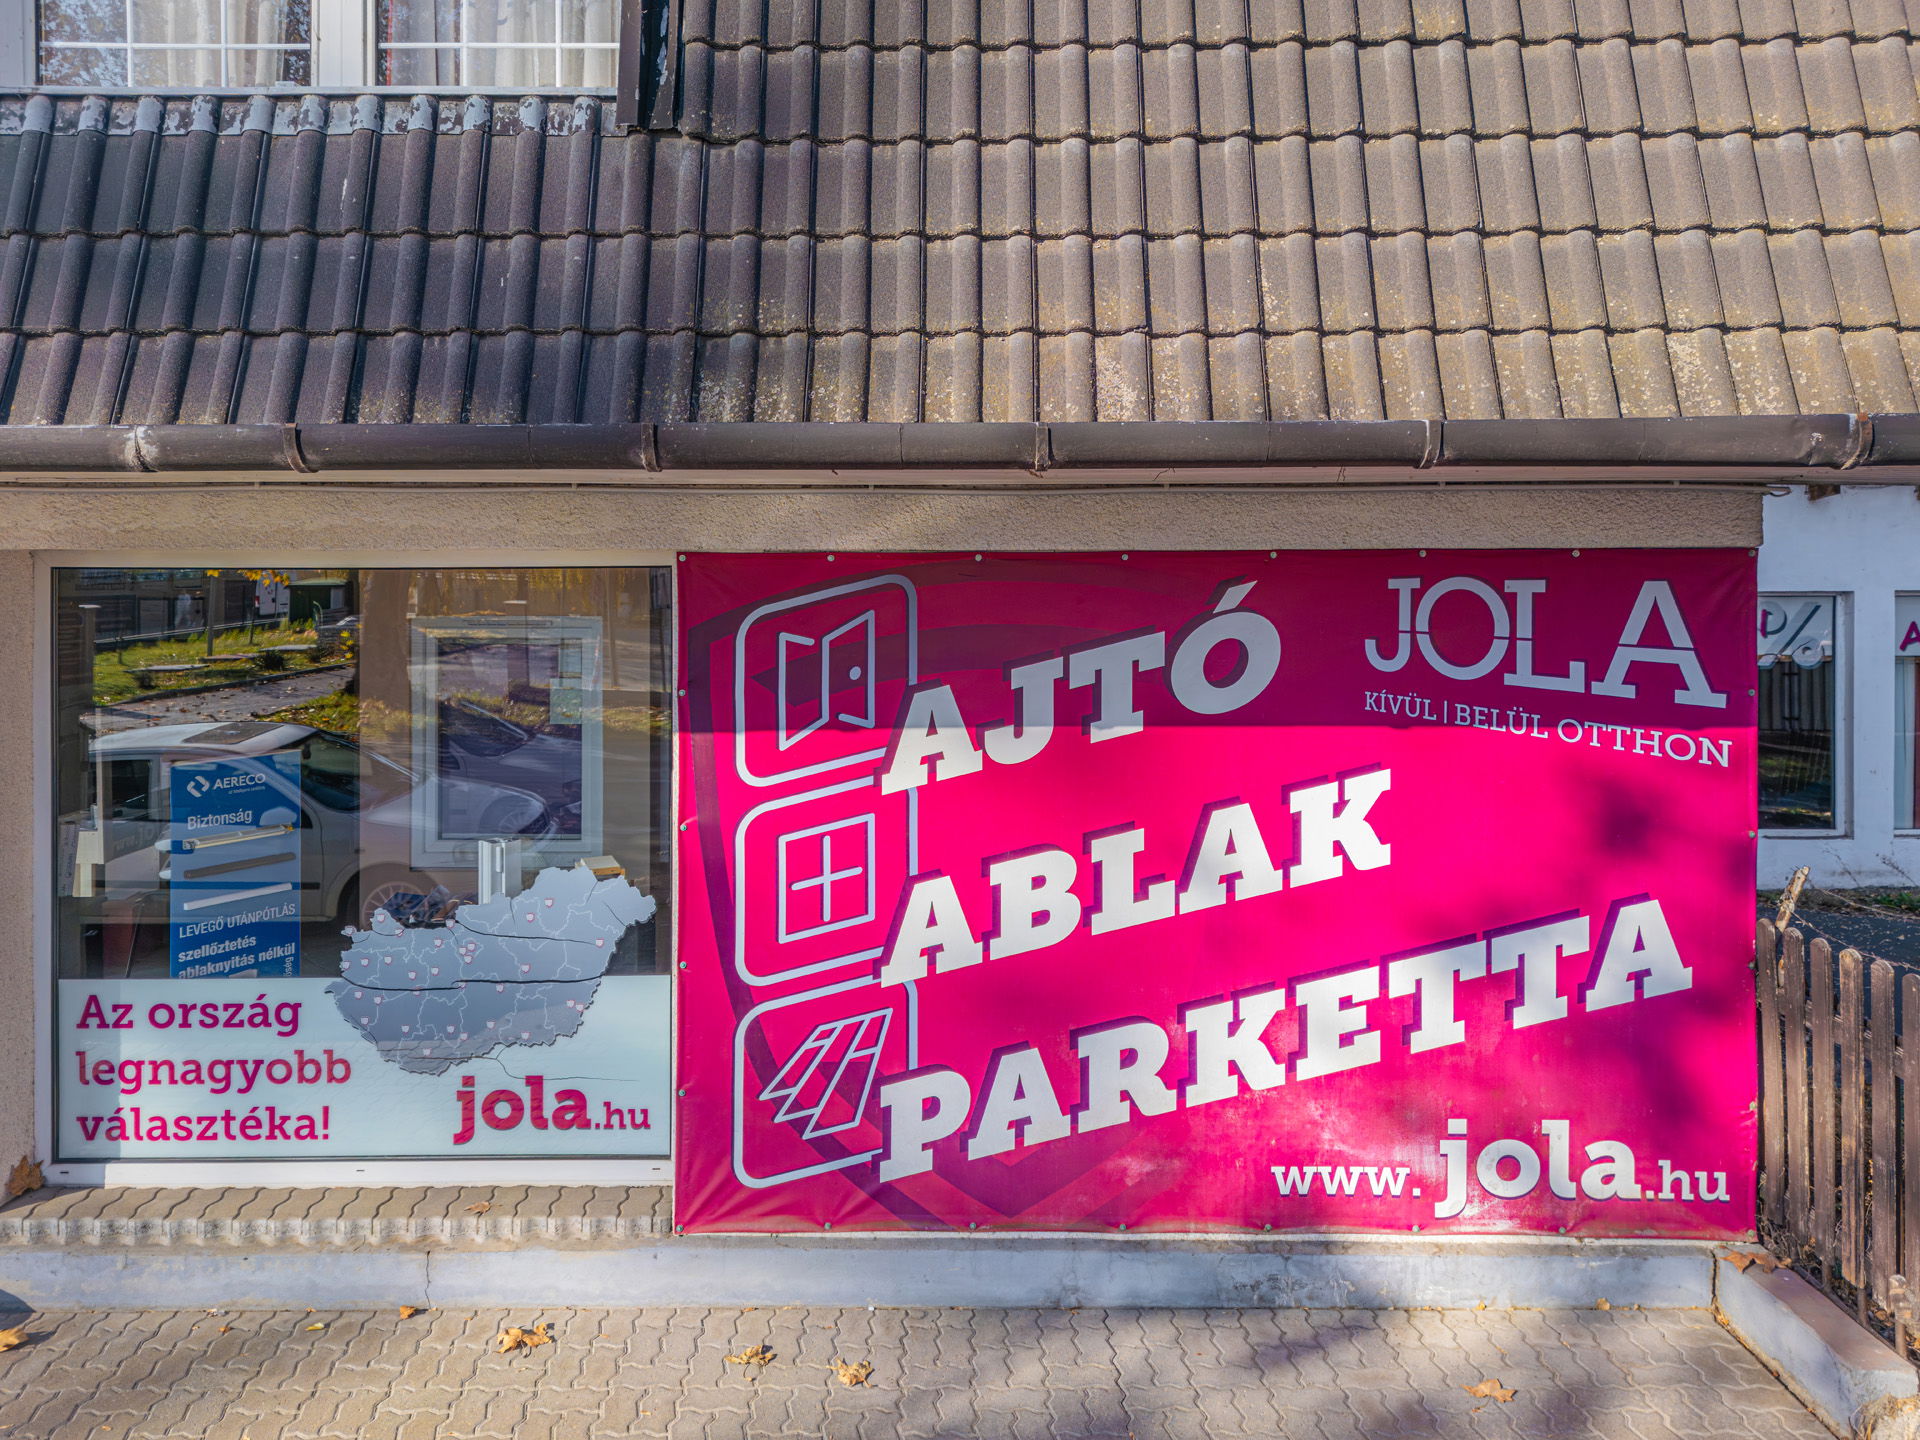 AJTÓ
ABLAK
PARKETTA
JOLA
KÍVÜL | BELÜL OTTHON
www.jola.hu
Az ország
legnagyobb
választéka!
jola.hu
AERECO
Biztonság
LEVEGŐ UTÁNPÓTLÁS
szellőztetés
ablaknyitás nélkül
%
A